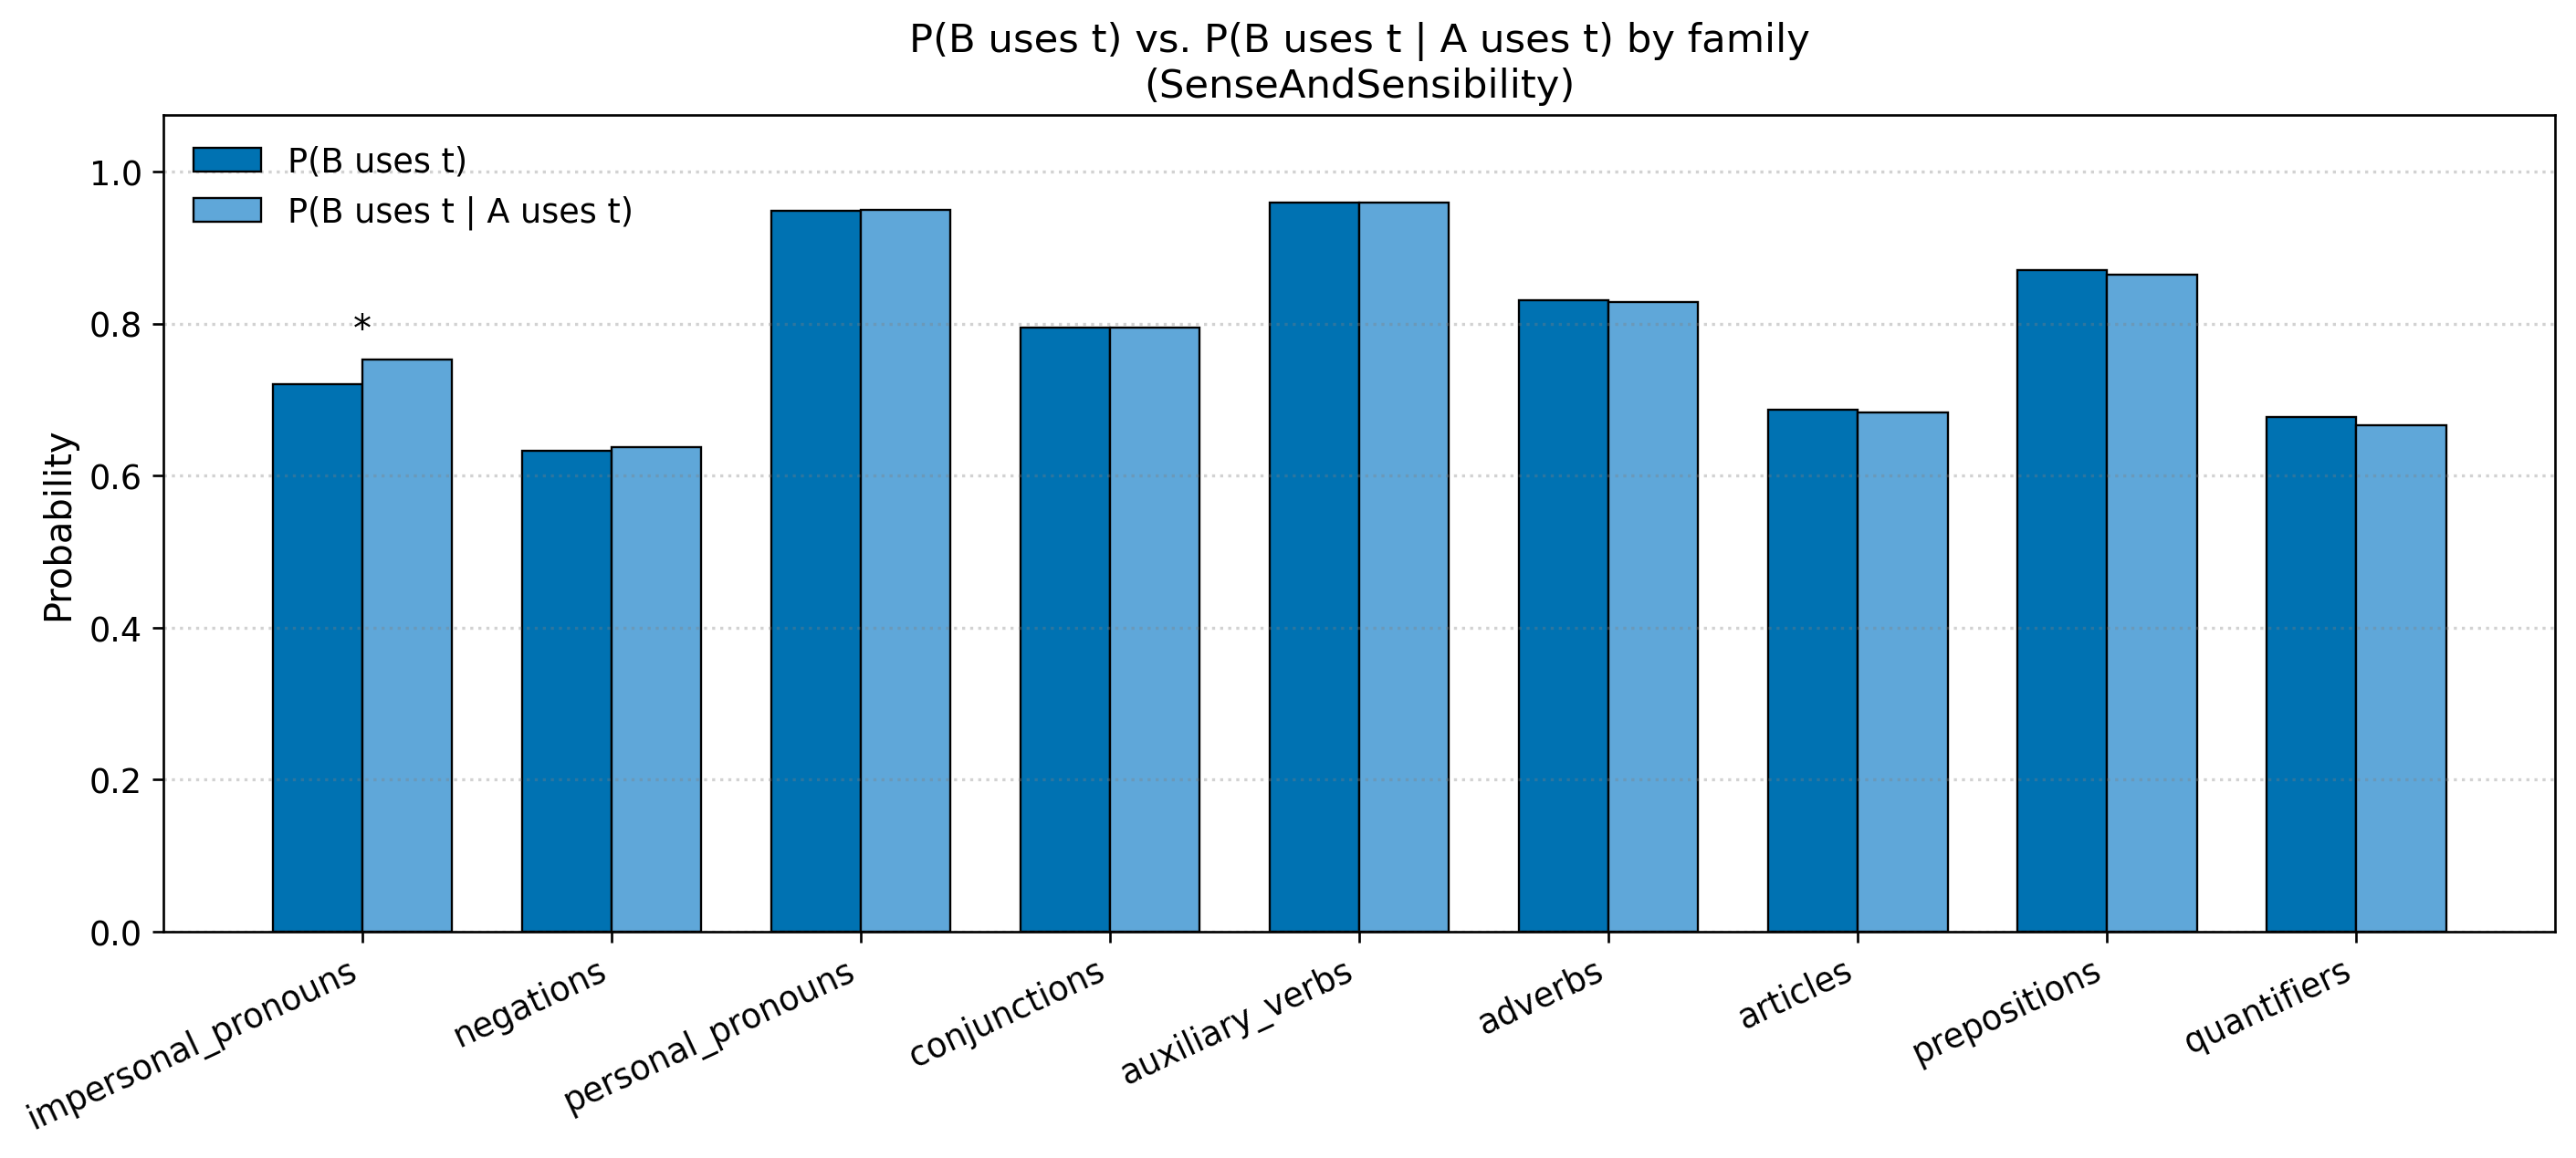 P(B uses t) vs. P(B uses t | A uses t) by family
(SenseAndSensibility)
P(B uses t)
P(B uses t | A uses t)
Probability
1.0
0.8
0.6
0.4
0.2
0.0
*
impersonal_pronouns
negations
personal_pronouns
conjunctions
auxiliary_verbs
adverbs
articles
prepositions
quantifiers